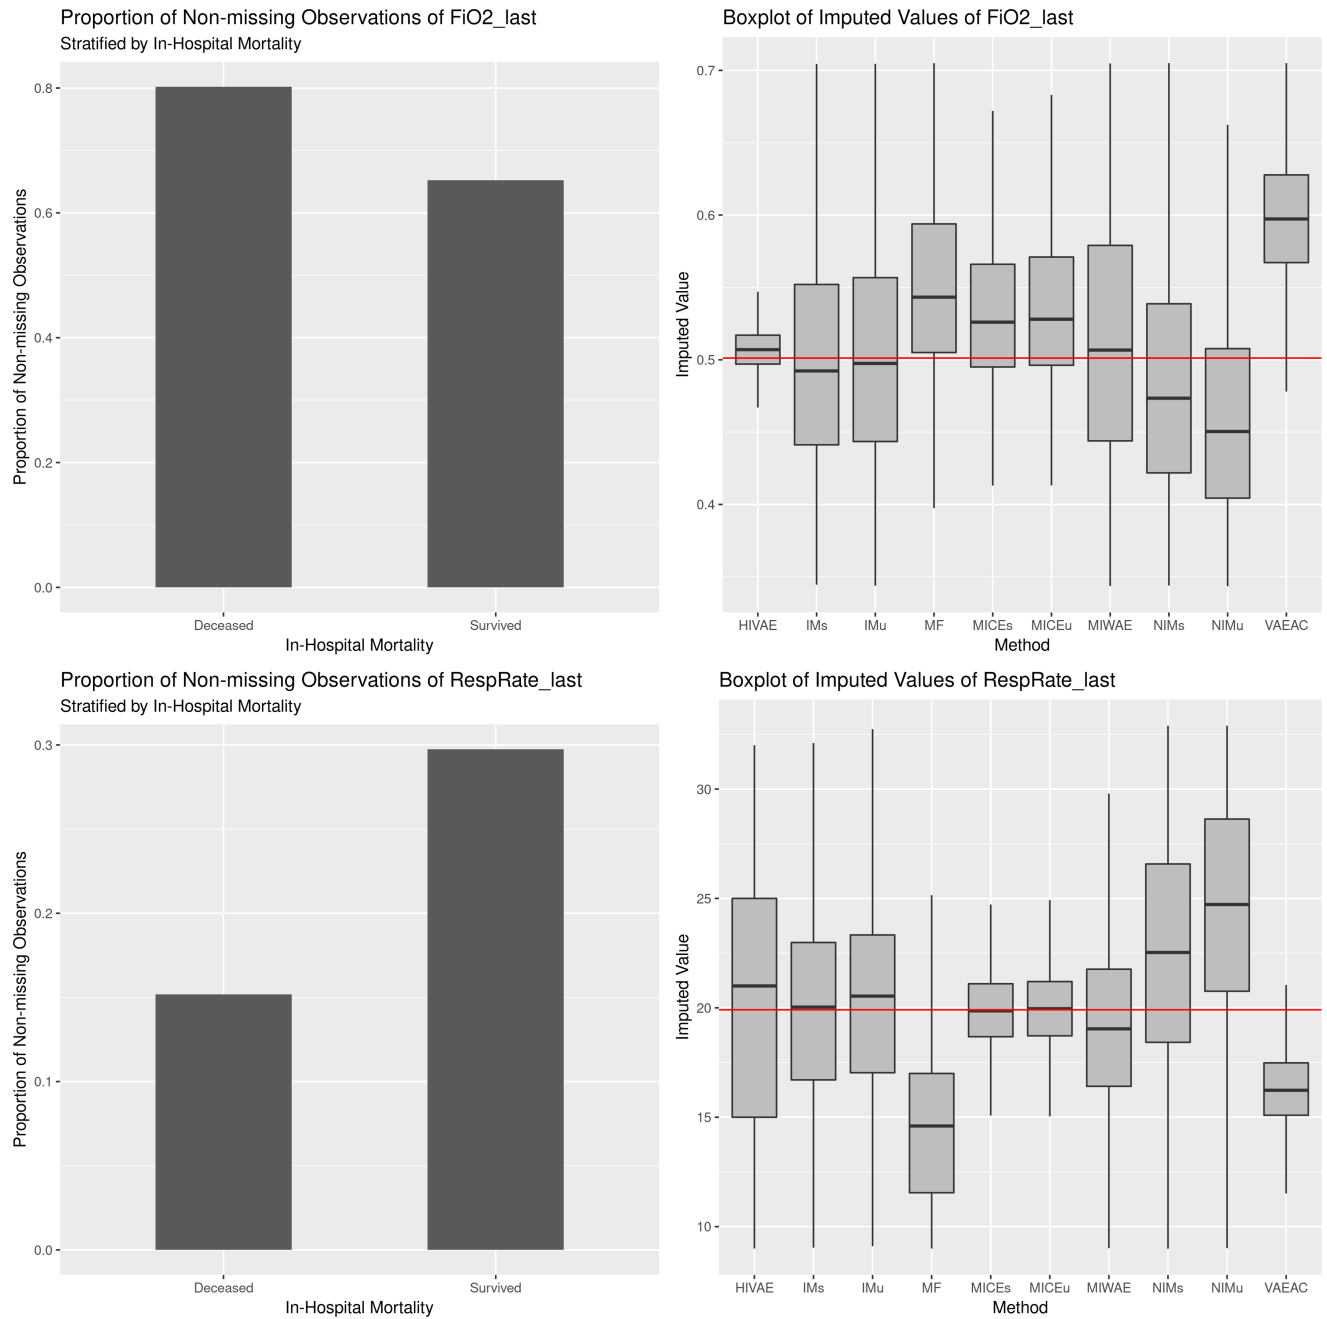 Proportion of Non-missing Observations of FiO2_last
Stratified by In-Hospital Mortality
Proportion of Non-missing Observations
0.8
0.6
0.4
0.2
0.0
Deceased Survived
In-Hospital Mortality
Boxplot of Imputed Values of FiO2_last
Imputed Value
0.7
0.6
0.5
0.4
HIVAE IMs IMu MF MICEs MICEu MIWAE NIMs NIMu VAEAC
Method
Proportion of Non-missing Observations of RespRate_last
Stratified by In-Hospital Mortality
Proportion of Non-missing Observations
0.3
0.2
0.1
0.0
Deceased Survived
In-Hospital Mortality
Boxplot of Imputed Values of RespRate_last
Imputed Value
30
25
20
15
10
HIVAE IMs IMu MF MICEs MICEu MIWAE NIMs NIMu VAEAC
Method